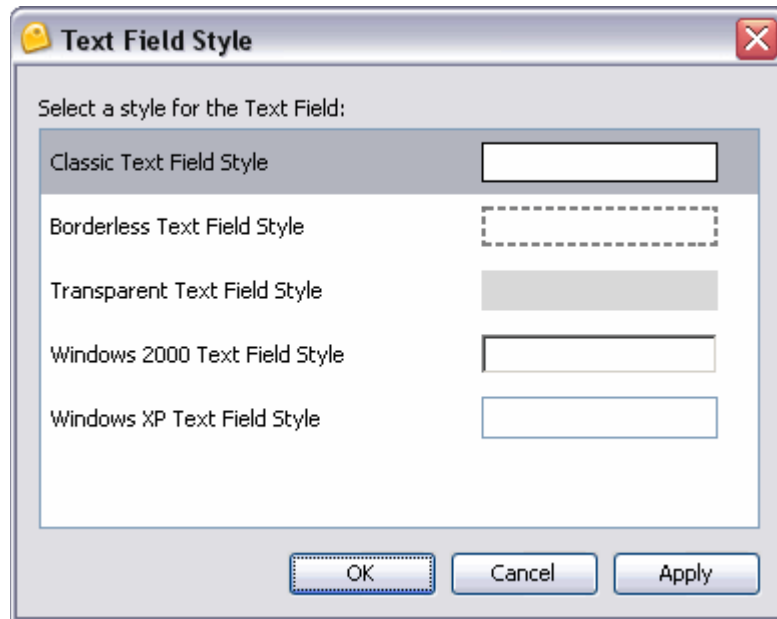 Text Field Style
Select a style for the Text Field:
Classic Text Field Style
Borderless Text Field Style
Transparent Text Field Style
Windows 2000 Text Field Style
Windows XP Text Field Style
OK Cancel Apply